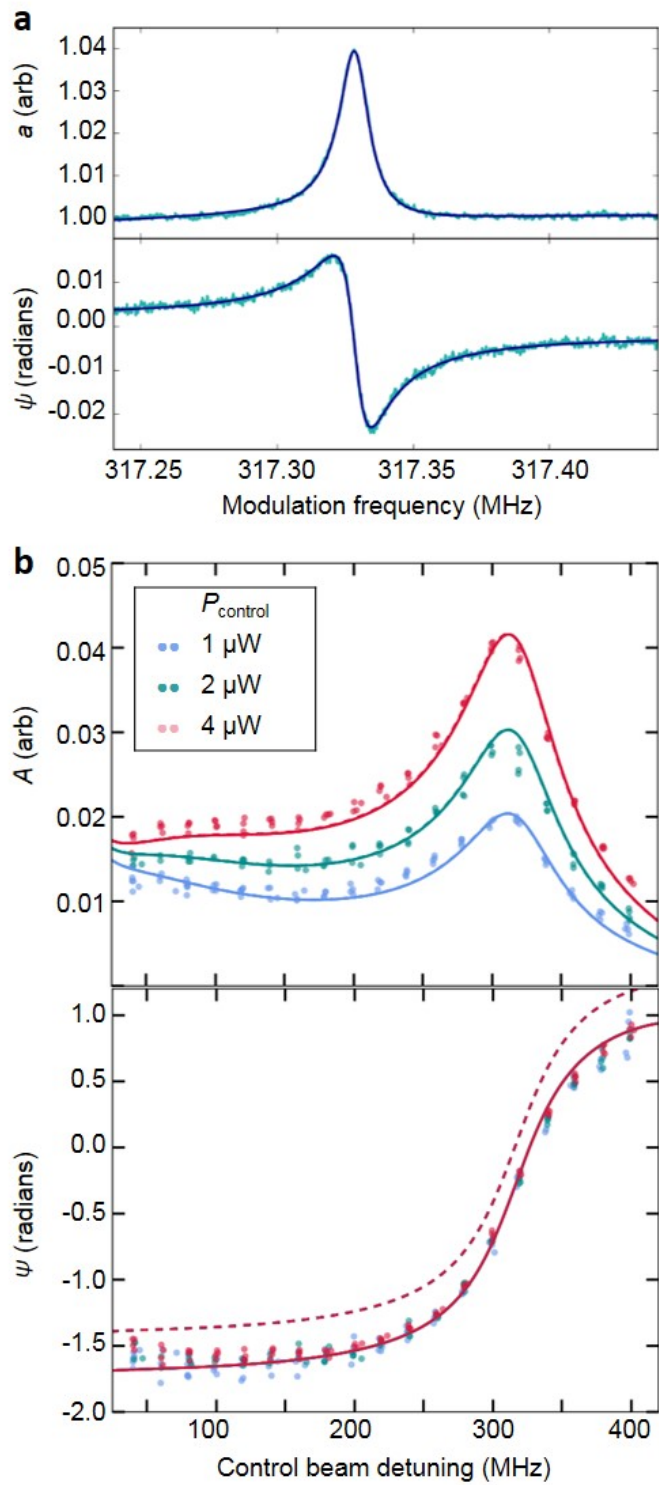 a
a (arb)
1.04
1.03
1.02
1.01
1.00
ψ (radians)
0.01
0.00
-0.01
-0.02
317.25 317.30 317.35 317.40
Modulation frequency (MHz)
b
A (arb)
0.05
0.04
0.03
0.02
0.01
Pcontrol
1 μW
2 μW
4 μW
ψ (radians)
1.0
0.5
0.0
-0.5
-1.0
-1.5
-2.0
100 200 300 400
Control beam detuning (MHz)